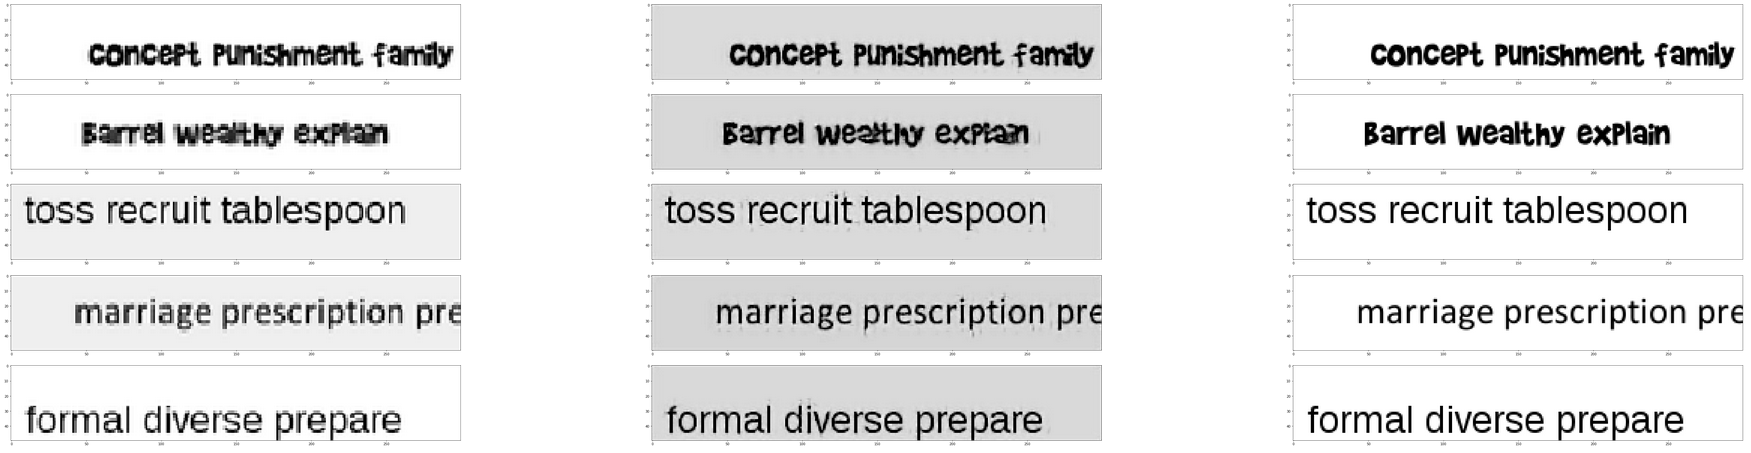 concept punishment family concept punishment family concept punishment family
Barrel wealthy explain Barrel wealthy explain Barrel wealthy explain
toss recruit tablespoon toss recruit tablespoon toss recruit tablespoon
marriage prescription pre marriage prescription pre marriage prescription pre
formal diverse prepare formal diverse prepare formal diverse prepare